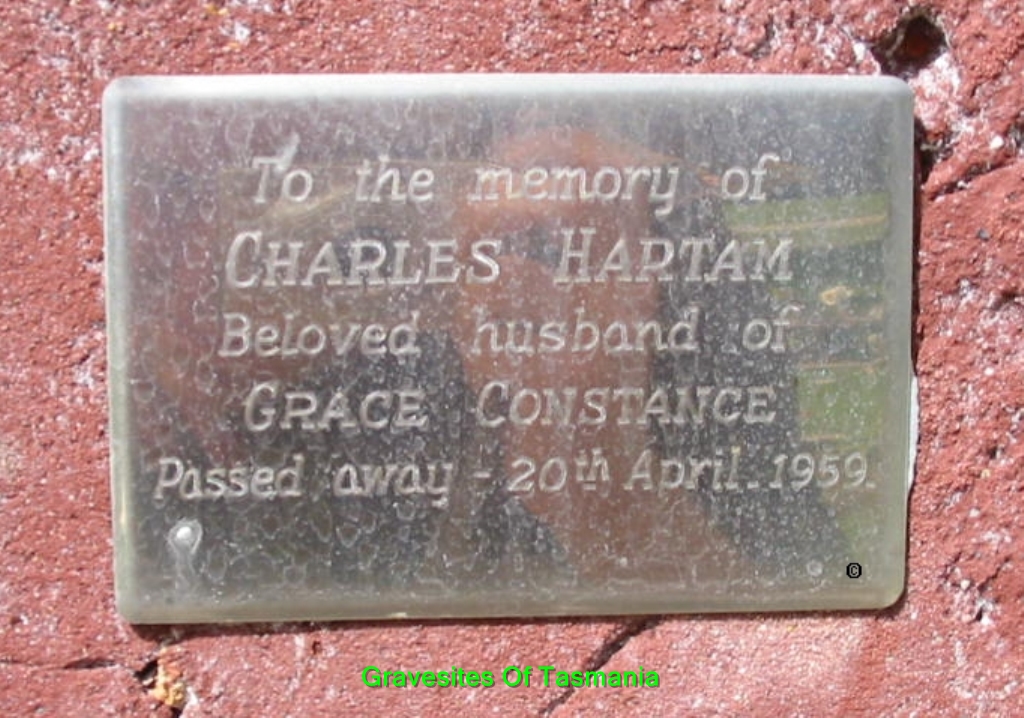 To the memory of
CHARLES HARTAM
Beloved husband of
GRACE CONSTANCE
Passed away - 20th April. 1959.
©
Gravesites Of Tasmania